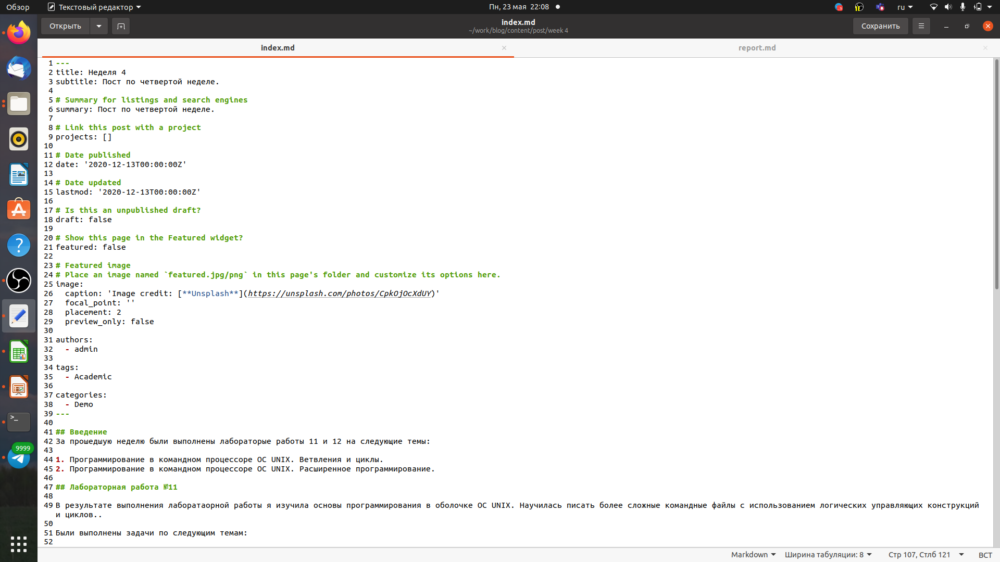 Обзор
Текстовый редактор
Пн, 23 мая 22:08
ru
Открыть
index.md
~/work/blog/content/post/week 4
Сохранить
index.md
report.md
1 ---
2 title: Неделя 4
3 subtitle: Пост по четвертой неделе.
4
5 # Summary for listings and search engines
6 summary: Пост по четвертой неделе.
7
8 # Link this post with a project
9 projects: []
10
11 # Date published
12 date: '2020-12-13T00:00:00Z'
13
14 # Date updated
15 lastmod: '2020-12-13T00:00:00Z'
16
17 # Is this an unpublished draft?
18 draft: false
19
20 # Show this page in the Featured widget?
21 featured: false
22
23 # Featured image
24 # Place an image named `featured.jpg/png` in this page's folder and customize its options here.
25 image:
26   caption: 'Image credit: [**Unsplash**](https://unsplash.com/photos/CpkOjOcXdUY)'
27   focal_point: ''
28   placement: 2
29   preview_only: false
30
31 authors:
32   - admin
33
34 tags:
35   - Academic
36
37 categories:
38   - Demo
39 ---
40
41 ## Введение
42 За прошедшую неделю были выполнены лабораторые работы 11 и 12 на следующие темы:
43
44 1. Программирование в командном процессоре ОС UNIX. Ветвления и циклы.
45 2. Программирование в командном процессоре ОС UNIX. Расширенное программирование.
46
47 ## Лабораторная работа №11
48
49 В результате выполнения лаборатаорной работы я изучила основы программирования в оболочке ОС UNIX. Научилась писать более сложные командные файлы с использованием логических управляющих конструкций
и циклов..
50
51 Были выполнены задачи по следующим темам:
52
9999
Markdown
Ширина табуляции: 8
Стр 107, Стлб 121
ВСТ